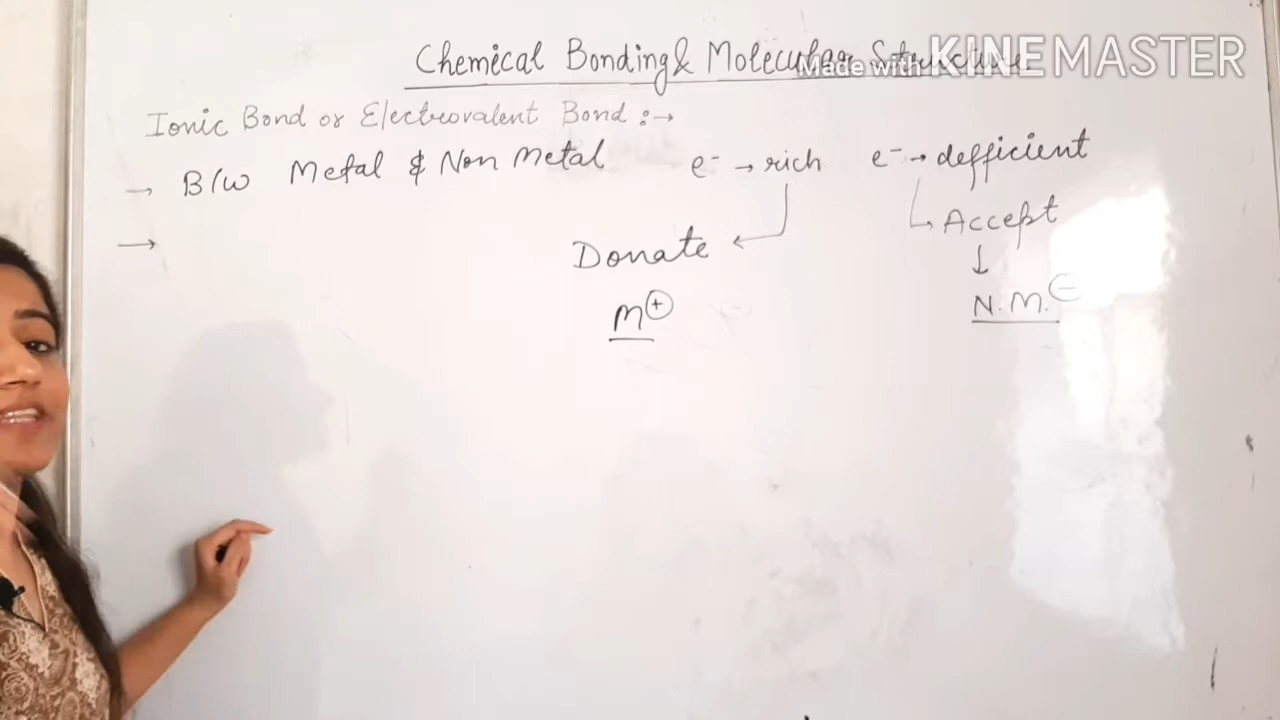 Chemical Bonding & Molecular Structure
Made with KINEMASTER
Ionic Bond or Electrovalent Bond :→
→ B/w Metal & Non Metal e⁻ → rich e⁻ → defficient
→ Donate Accept
M⊕ N.M.⊖